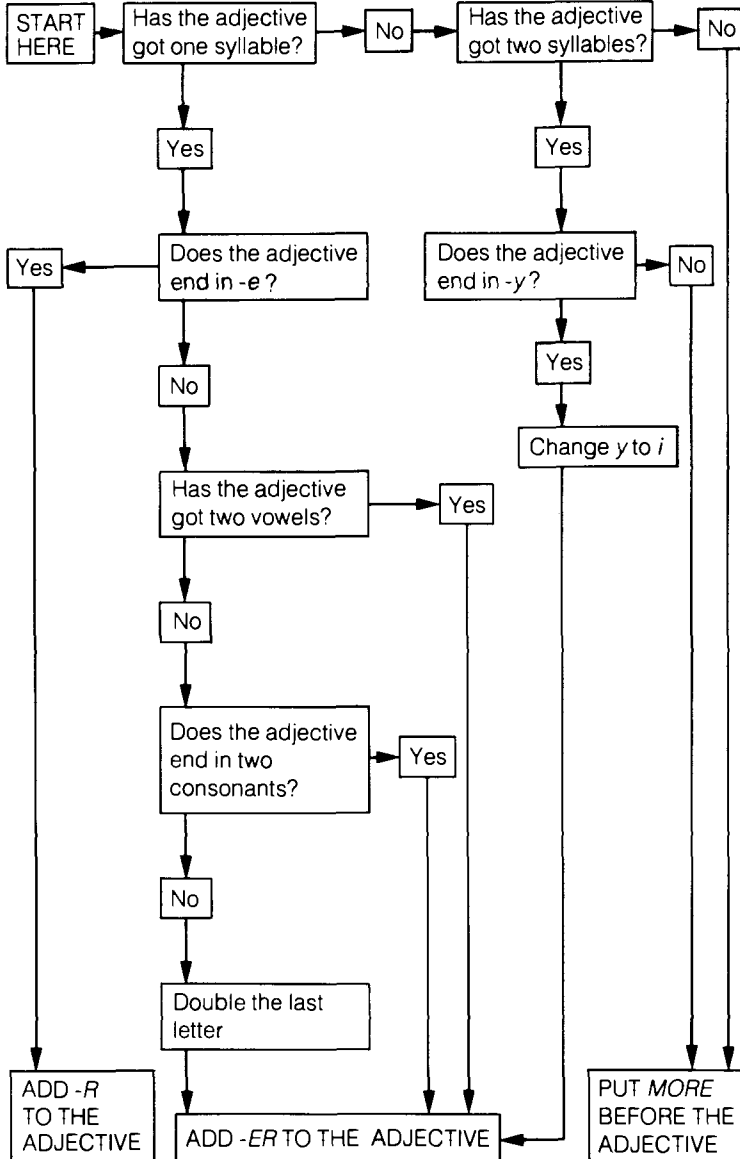 START
HERE
Has the adjective
got one syllable?
No
Has the adjective
got two syllables?
No
Yes
Yes
Yes
Does the adjective
end in -e?
Does the adjective
end in -y?
No
No
Yes
Change y to i
Has the adjective
got two vowels?
Yes
No
Does the adjective
end in two
consonants?
Yes
No
Double the last
letter
ADD -R
TO THE
ADJECTIVE
ADD -ER TO THE ADJECTIVE
PUT MORE
BEFORE THE
ADJECTIVE